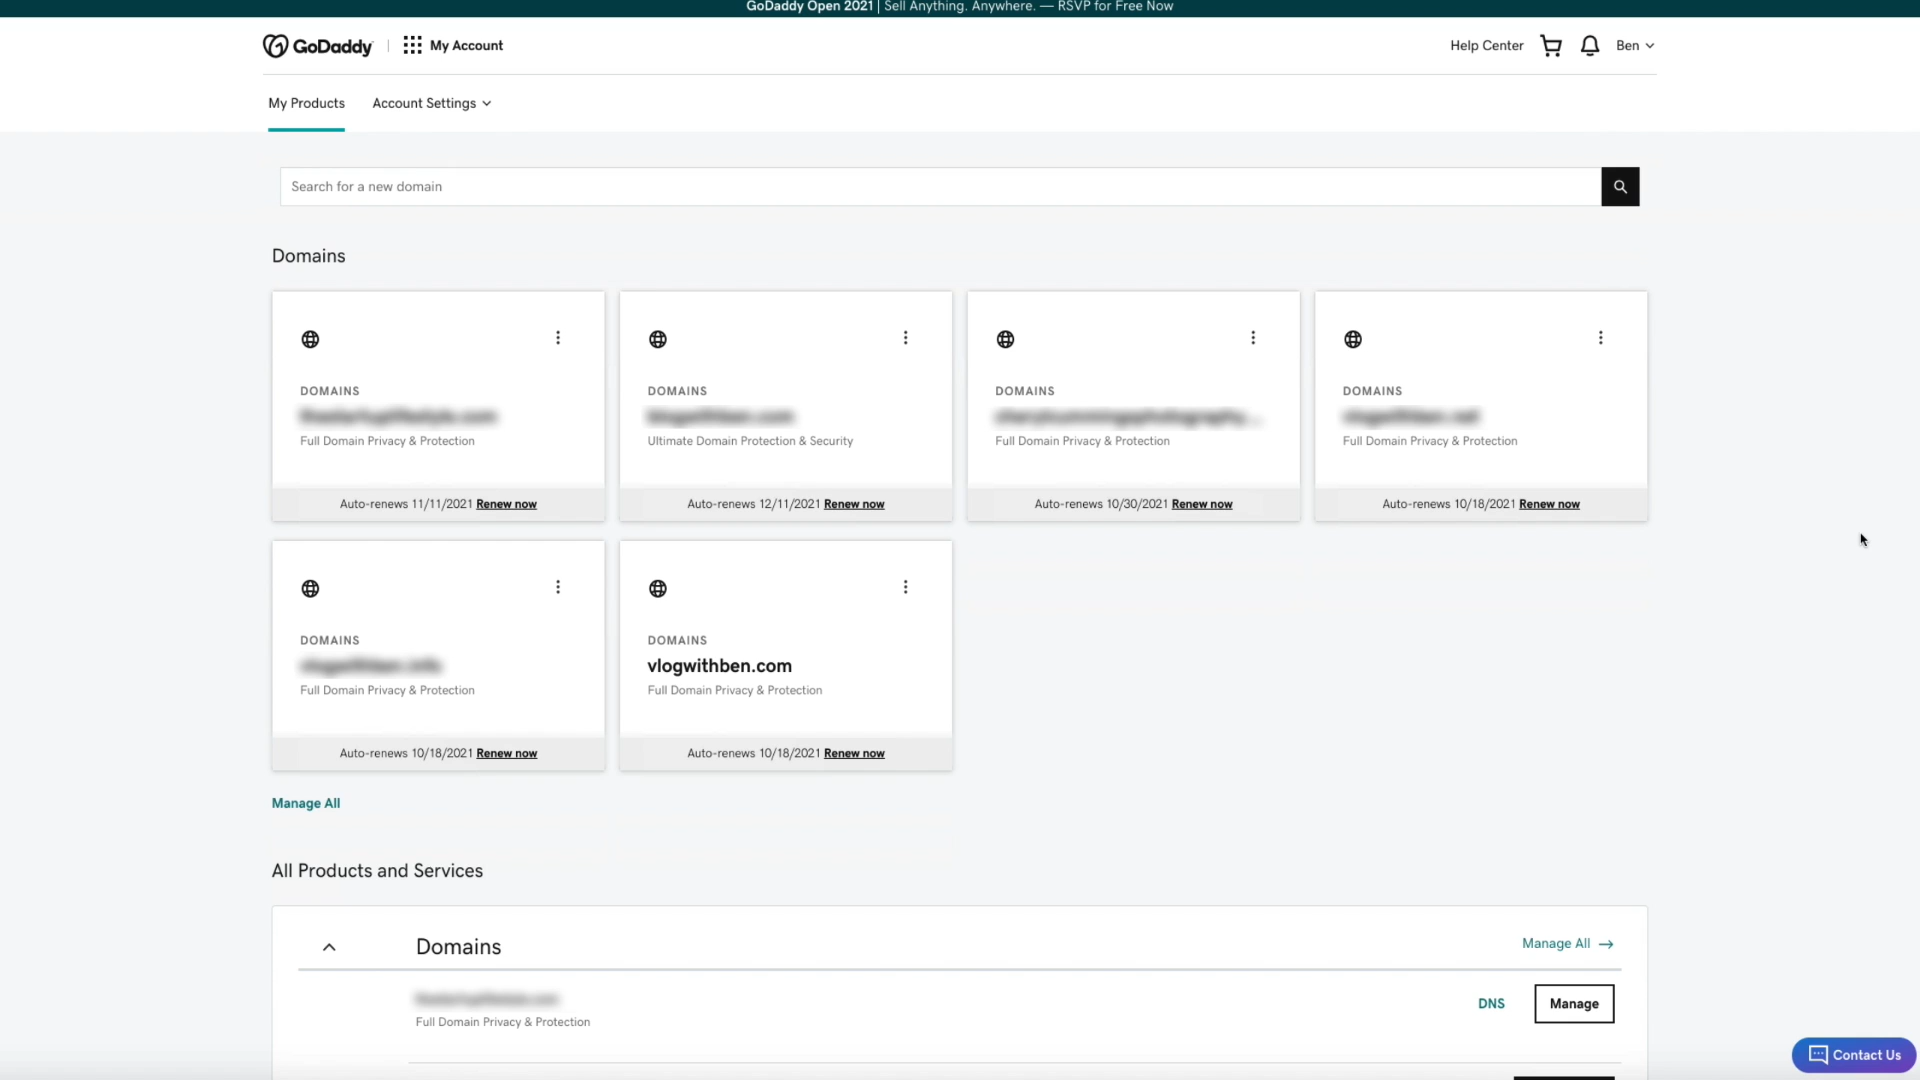 GoDaddy Open 2021 | Sell Anything. Anywhere. — RSVP for Free Now
GoDaddy | My Account
Help Center
Ben
My Products
Account Settings
Search for a new domain
Domains
DOMAINS
Full Domain Privacy & Protection
Auto-renews 11/11/2021 Renew now
DOMAINS
Ultimate Domain Protection & Security
Auto-renews 12/11/2021 Renew now
DOMAINS
Full Domain Privacy & Protection
Auto-renews 10/30/2021 Renew now
DOMAINS
Full Domain Privacy & Protection
Auto-renews 10/18/2021 Renew now
DOMAINS
Full Domain Privacy & Protection
Auto-renews 10/18/2021 Renew now
DOMAINS
vlogwithben.com
Full Domain Privacy & Protection
Auto-renews 10/18/2021 Renew now
Manage All
All Products and Services
Domains
Manage All →
Full Domain Privacy & Protection
DNS
Manage
Contact Us